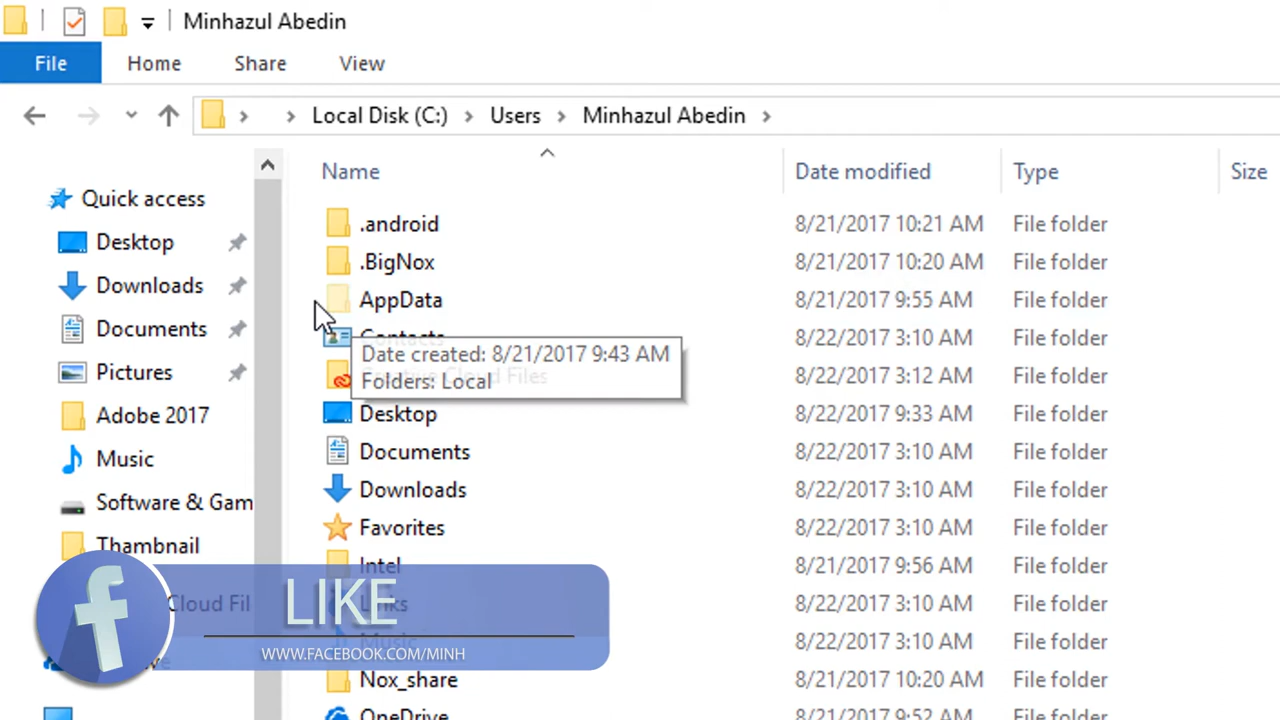 Minhazul Abedin
File Home Share View
Local Disk (C:) Users Minhazul Abedin
Name Date modified Type Size
Quick access
Desktop
Downloads
Documents
Pictures
Adobe 2017
Music
Software & Gam
Thambnail
Cloud Fil
.android 8/21/2017 10:21 AM File folder
.BigNox 8/21/2017 10:20 AM File folder
AppData 8/21/2017 9:55 AM File folder
Contacts 8/22/2017 3:10 AM File folder
Date created: 8/21/2017 9:43 AM
Creative Cloud Files 8/22/2017 3:12 AM File folder
Folders: Local
Desktop 8/22/2017 9:33 AM File folder
Documents 8/22/2017 3:10 AM File folder
Downloads 8/22/2017 3:10 AM File folder
Favorites 8/22/2017 3:10 AM File folder
Intel 8/21/2017 9:56 AM File folder
Links 8/22/2017 3:10 AM File folder
Music 8/22/2017 3:10 AM File folder
Nox_share 8/21/2017 10:20 AM File folder
OneDrive 8/21/2017 9:52 AM File folder
LIKE
WWW.FACEBOOK.COM/MINH